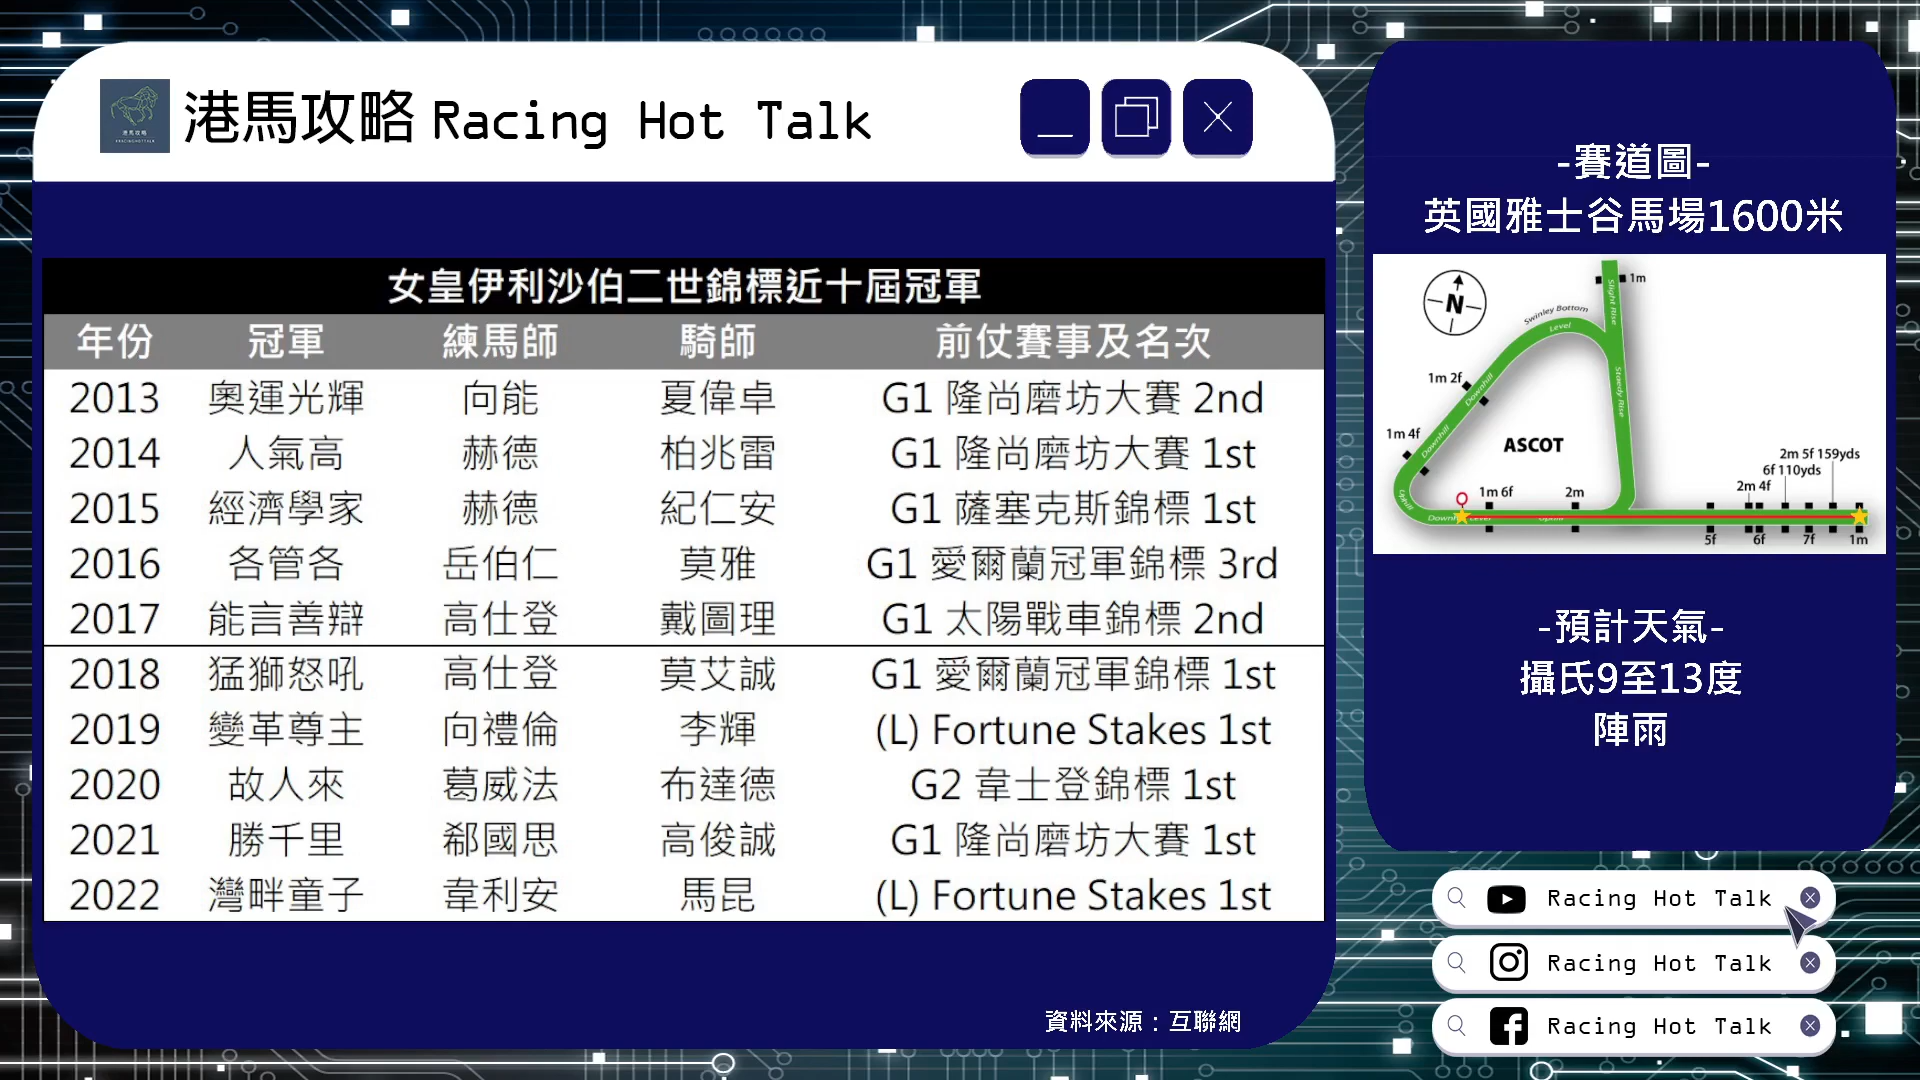 港馬攻略 Racing Hot Talk
女皇伊利沙伯二世錦標近十屆冠軍
年份 冠軍 練馬師 騎師 前仗賽事及名次
2013 奧運光輝 向能 夏偉卓 G1 隆尚磨坊大賽 2nd
2014 人氣高 赫德 柏兆雷 G1 隆尚磨坊大賽 1st
2015 經濟學家 赫德 紀仁安 G1 薩塞克斯錦標 1st
2016 各管各 岳伯仁 莫雅 G1 愛爾蘭冠軍錦標 3rd
2017 能言善辯 高仕登 戴圖理 G1 太陽戰車錦標 2nd
2018 猛獅怒吼 高仕登 莫艾誠 G1 愛爾蘭冠軍錦標 1st
2019 變革尊主 向禮倫 李輝 (L) Fortune Stakes 1st
2020 故人來 葛威法 布達德 G2 韋士登錦標 1st
2021 勝千里 郗國思 高俊誠 G1 隆尚磨坊大賽 1st
2022 灣畔童子 韋利安 馬昆 (L) Fortune Stakes 1st
資料來源：互聯網
-賽道圖-
英國雅士谷馬場1600米
N
1m
Slight Rise
Swinley Bottom
Level
1m 2f
Downhill
Steady Rise
1m 4f
Downhill
ASCOT
2m 5f 159yds
6f 110yds
2m 4f
1m 6f
2m
Uphill
Level
5f
6f
7f
1m
-預計天氣-
攝氏9至13度
陣雨
Racing Hot Talk
Racing Hot Talk
Racing Hot Talk